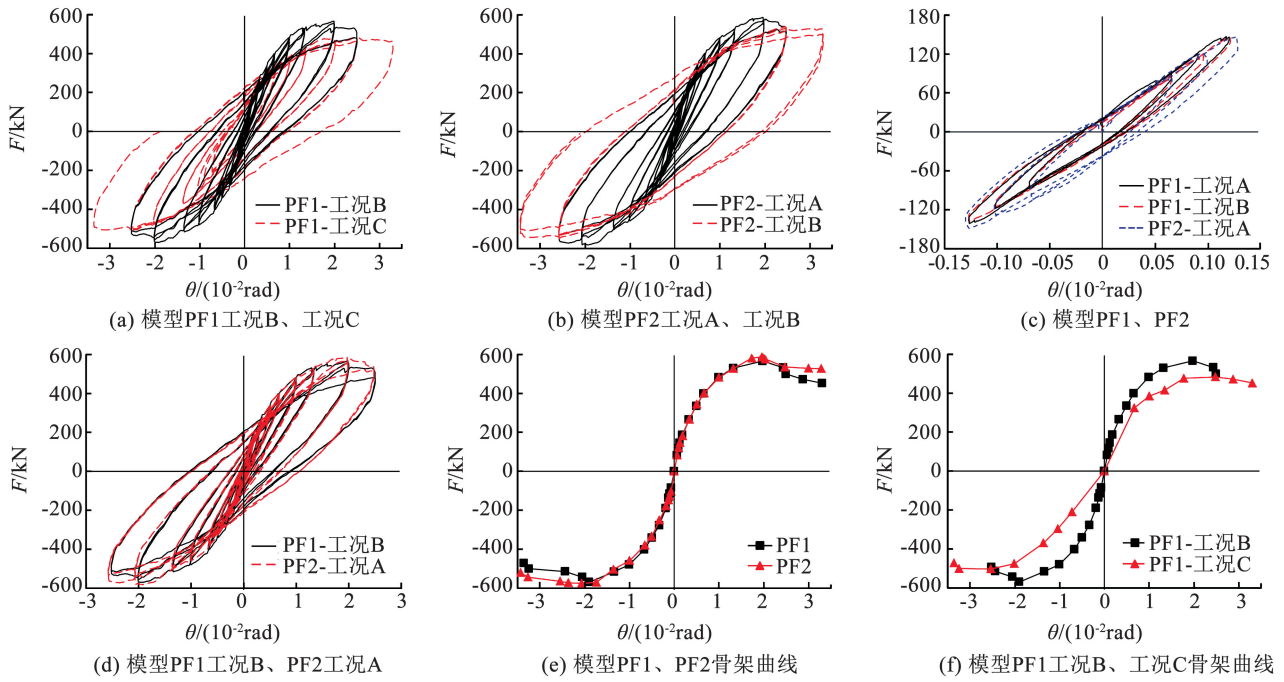 600
400
200
0
-200
-400
-600
F/kN
-3 -2 -1 0 1 2 3
θ/(10⁻²rad)
PF1-工况B
PF1-工况C
(a) 模型PF1工况B、工况C
600
400
200
0
-200
-400
-600
F/kN
-3 -2 -1 0 1 2 3
θ/(10⁻²rad)
PF2-工况A
PF2-工况B
(b) 模型PF2工况A、工况B
180
120
60
0
-60
-120
-180
F/kN
-0.15 -0.10 -0.05 0 0.05 0.10 0.15
θ/(10⁻²rad)
PF1-工况A
PF1-工况B
PF2-工况A
(c) 模型PF1、PF2
600
400
200
0
-200
-400
-600
F/kN
-3 -2 -1 0 1 2 3
θ/(10⁻²rad)
PF1-工况B
PF2-工况A
(d) 模型PF1工况B、PF2工况A
600
400
200
0
-200
-400
-600
F/kN
-3 -2 -1 0 1 2 3
θ/(10⁻²rad)
PF1
PF2
(e) 模型PF1、PF2骨架曲线
600
400
200
0
-200
-400
-600
F/kN
-3 -2 -1 0 1 2 3
θ/(10⁻²rad)
PF1-工况B
PF1-工况C
(f) 模型PF1工况B、工况C骨架曲线